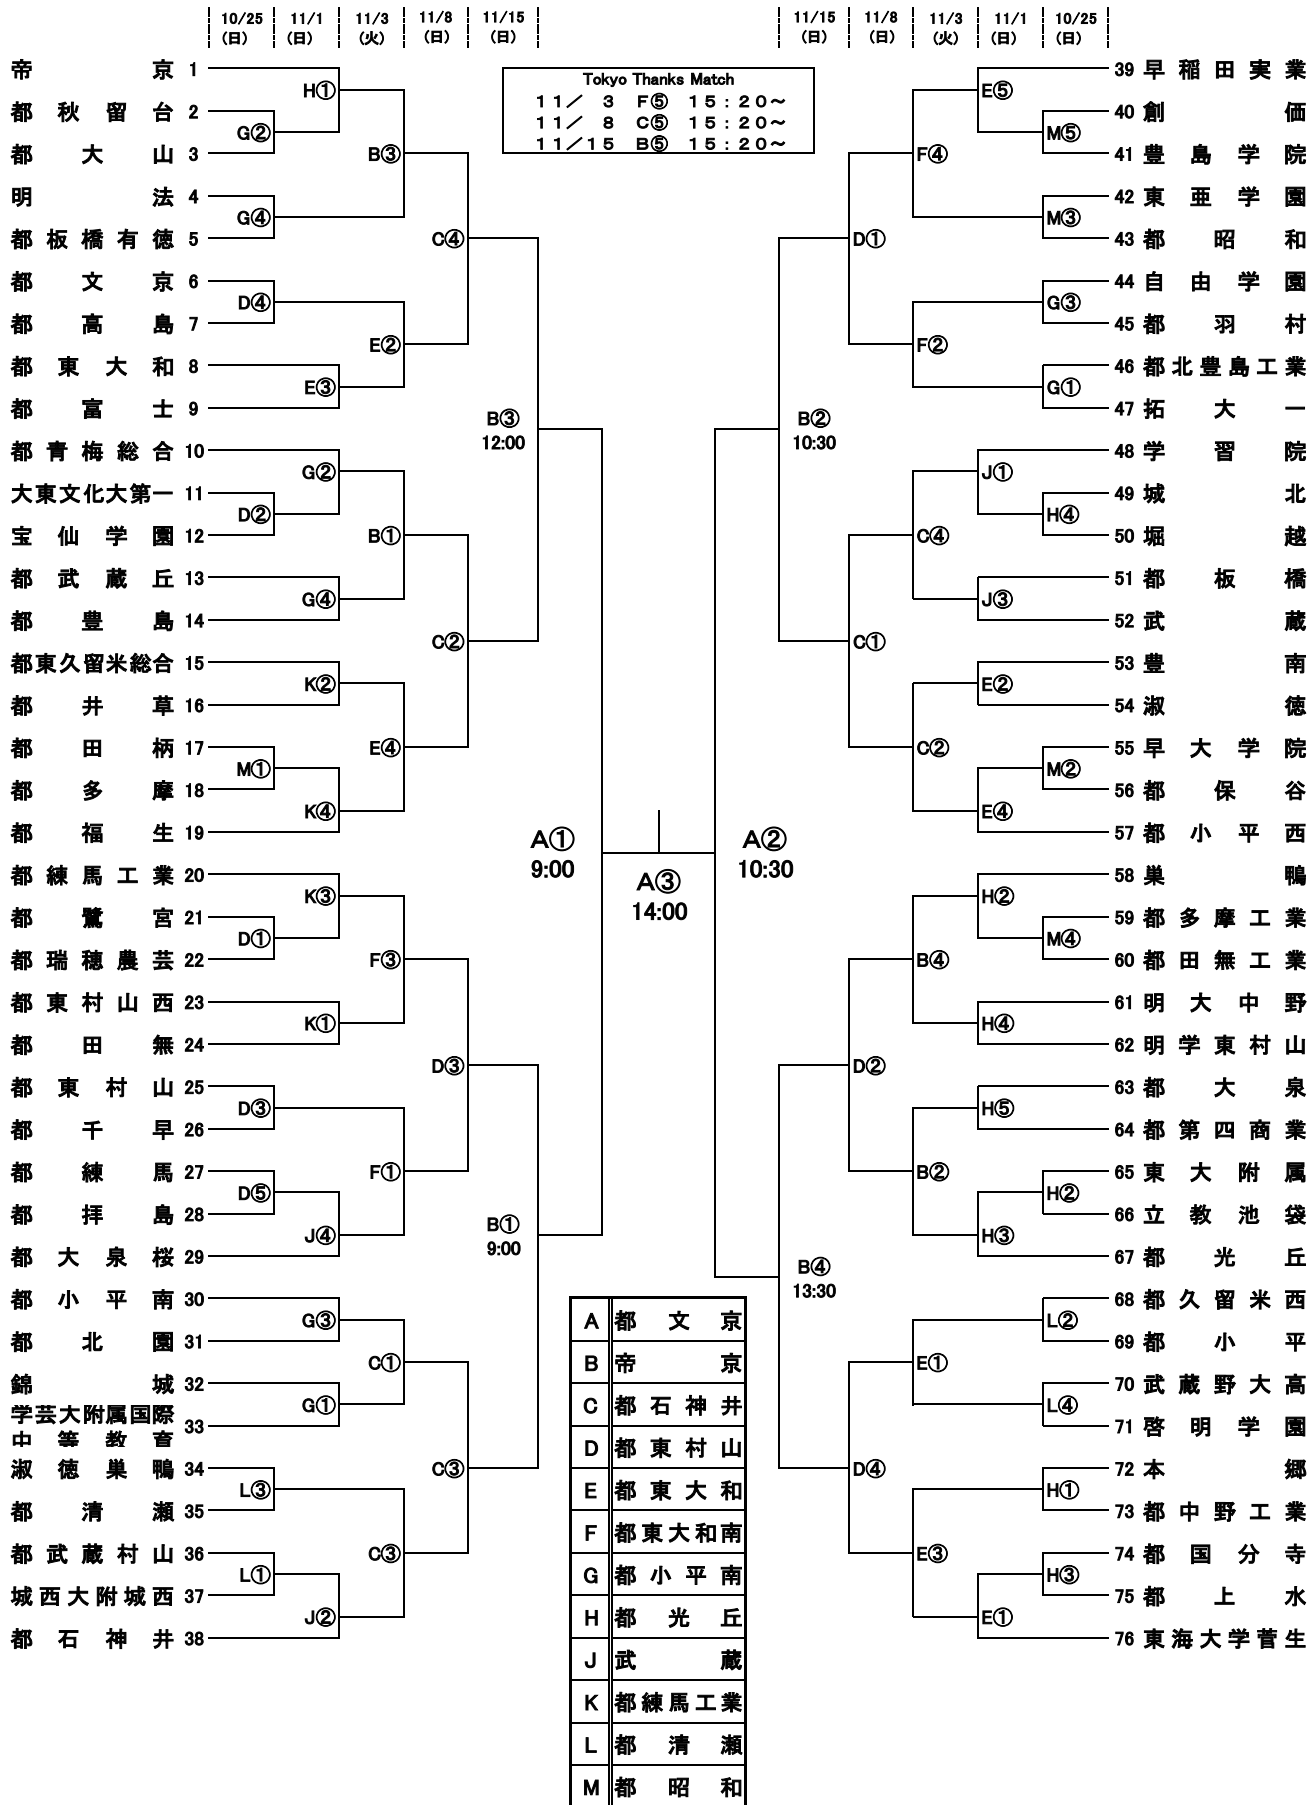 10/25 11/1 11/3 11/8 11/15 11/15 11/8 11/3 11/1 10/25
(日) (日) (火) (日) (日) (日) (日) (火) (日) (日)
Tokyo Thanks Match
11/ 3 F⑤ 15:20~
11/ 8 C⑤ 15:20~
11/15 B⑤ 15:20~
帝京 1
都秋留台 2
都大山 3
明法 4
都板橋有徳 5
都文京 6
都高島 7
都東大和 8
都富士 9
都青梅総合 10
大東文化大第一 11
宝仙学園 12
都武蔵丘 13
都豊島 14
都東久留米総合 15
都井草 16
都田柄 17
都多摩 18
都福生 19
都練馬工業 20
都鷺宮 21
都瑞穂農芸 22
都東村山西 23
都田無 24
都東村山 25
都千早 26
都練馬 27
都拝島 28
都大泉桜 29
都小平南 30
都北園 31
錦城 32
学芸大附属国際
中等教育 33
淑徳巣鴨 34
都清瀬 35
都武蔵村山 36
城西大附城西 37
都石神井 38
G②
G④
D④
D②
M①
D①
D③
D⑤
L③
L①
H①
E③
G②
G④
K②
K④
K③
K①
J④
G③
G①
J②
B③
E②
B①
E④
F③
F①
C①
C③
C④
C②
D③
C③
B③
12:00
B①
9:00
A①
9:00
A③
14:00
A②
10:30
B②
10:30
B④
13:30
D①
C①
D②
D④
F④
F②
C④
C②
B④
B②
E①
E③
E⑤
J①
J③
E②
E④
H②
H④
H⑤
H③
E①
M⑤
M③
G③
G①
H④
M②
M④
H②
L②
L④
H①
H③
39 早稲田実業
40 創価
41 豊島学院
42 東亜学園
43 都昭和
44 自由学園
45 都羽村
46 都北豊島工業
47 拓大一
48 学習院
49 城北
50 堀越
51 都板橋
52 武蔵
53 豊南
54 淑徳
55 早大学院
56 都保谷
57 都小平西
58 巣鴨
59 都多摩工業
60 都田無工業
61 明大中野
62 明学東村山
63 都大泉
64 都第四商業
65 東大附属
66 立教池袋
67 都光丘
68 都久留米西
69 都小平
70 武蔵野大高
71 啓明学園
72 本郷
73 都中野工業
74 都国分寺
75 都上水
76 東海大学菅生
A 都文京
B 帝京
C 都石神井
D 都東村山
E 都東大和
F 都東大和南
G 都小平南
H 都光丘
J 武蔵
K 都練馬工業
L 都清瀬
M 都昭和